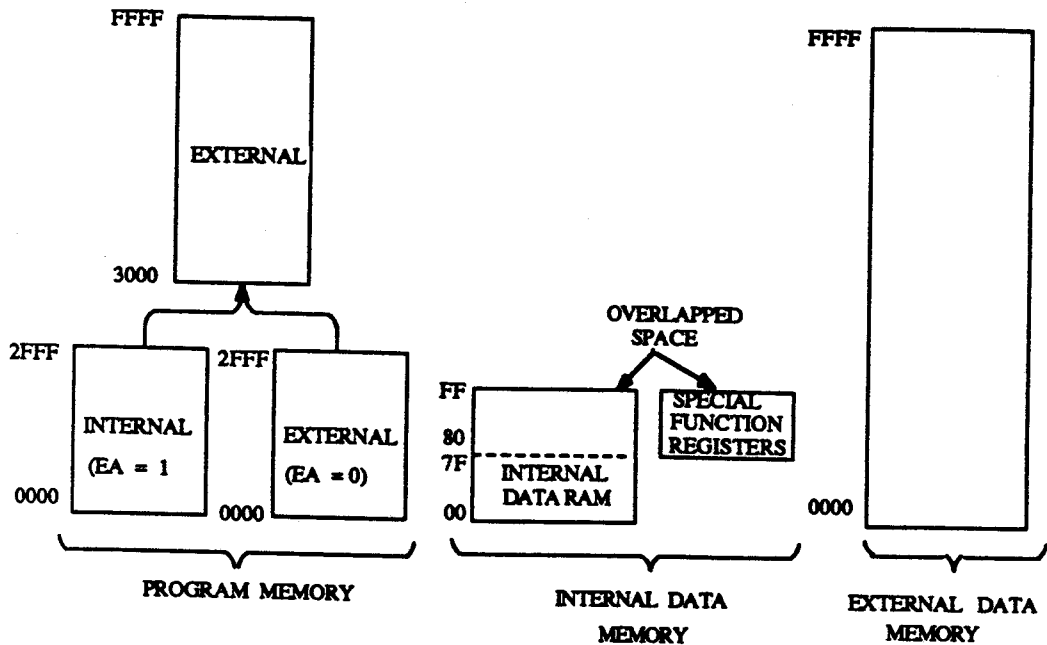 FFFF
EXTERNAL
3000
2FFF
INTERNAL
(EA = 1
0000
2FFF
EXTERNAL
(EA = 0)
0000
PROGRAM MEMORY
OVERLAPPED
SPACE
FF
80
7F
00
INTERNAL
DATA RAM
SPECIAL
FUNCTION
REGISTERS
INTERNAL DATA
MEMORY
FFFF
0000
EXTERNAL DATA
MEMORY